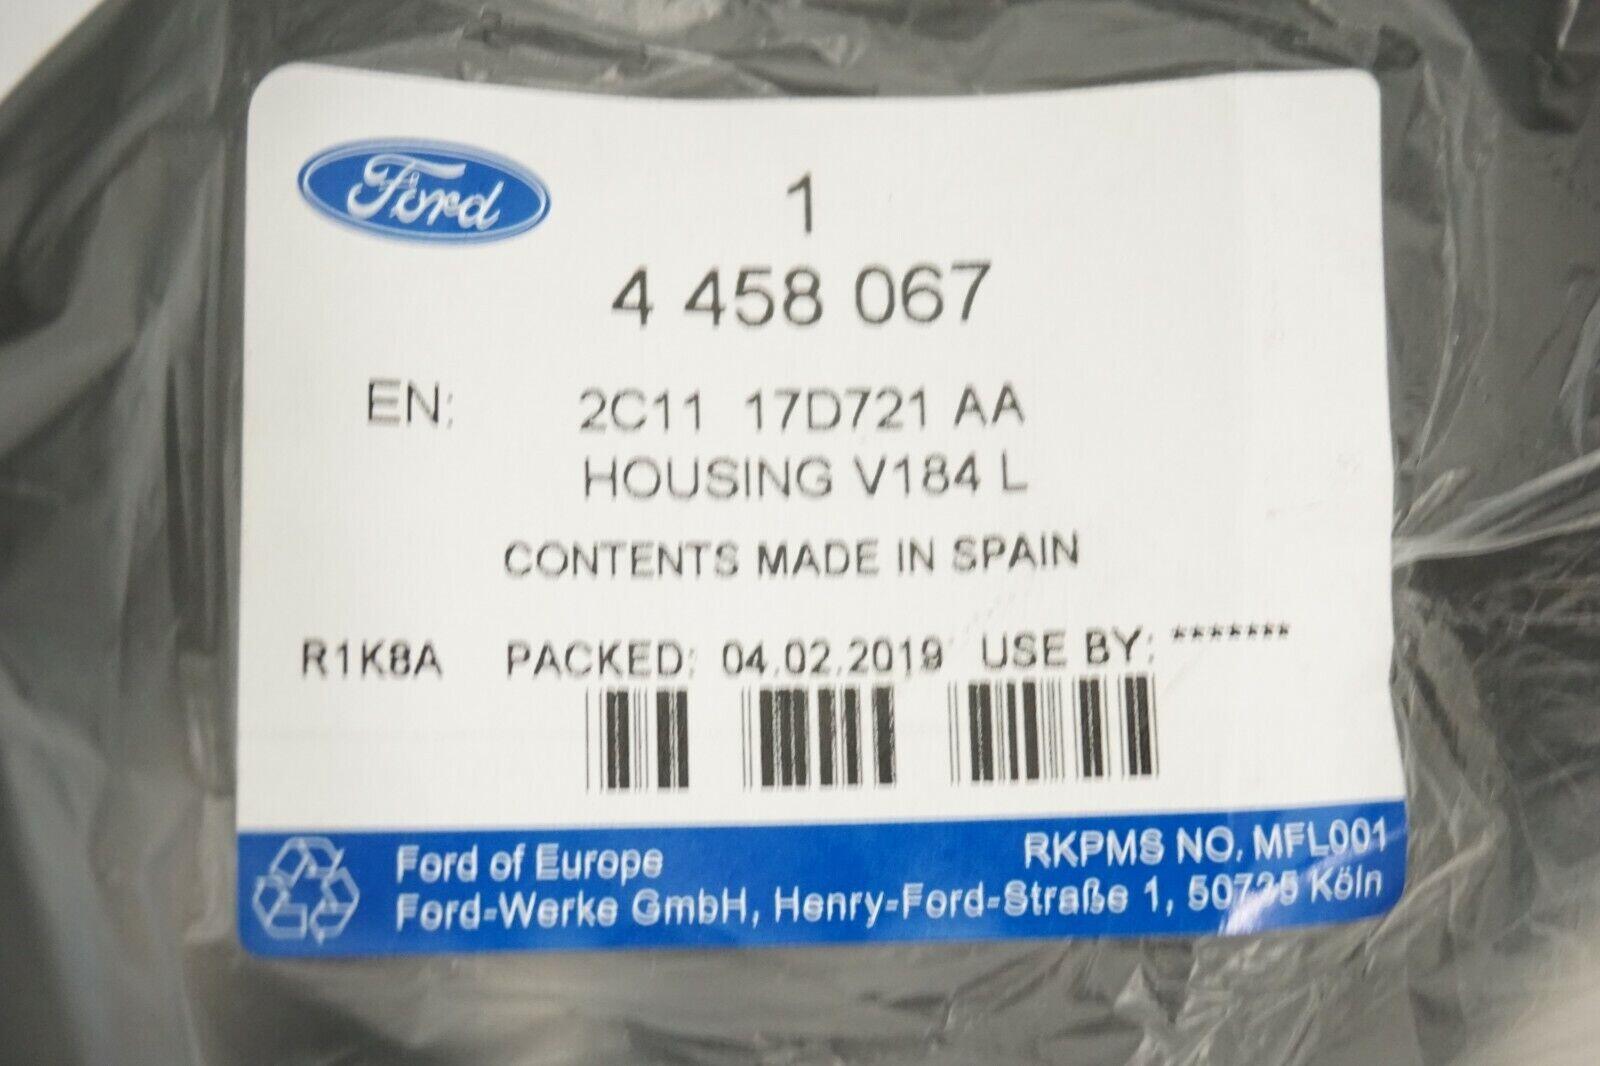 Ford
1
4 458 067
EN: 2C11 17D721 AA
HOUSING V184 L
CONTENTS MADE IN SPAIN
R1K8A PACKED: 04.02.2019 USE BY: *******
Ford of Europe RKPMS NO. MFL001
Ford-Werke GmbH, Henry-Ford-Straße 1, 50735 Köln